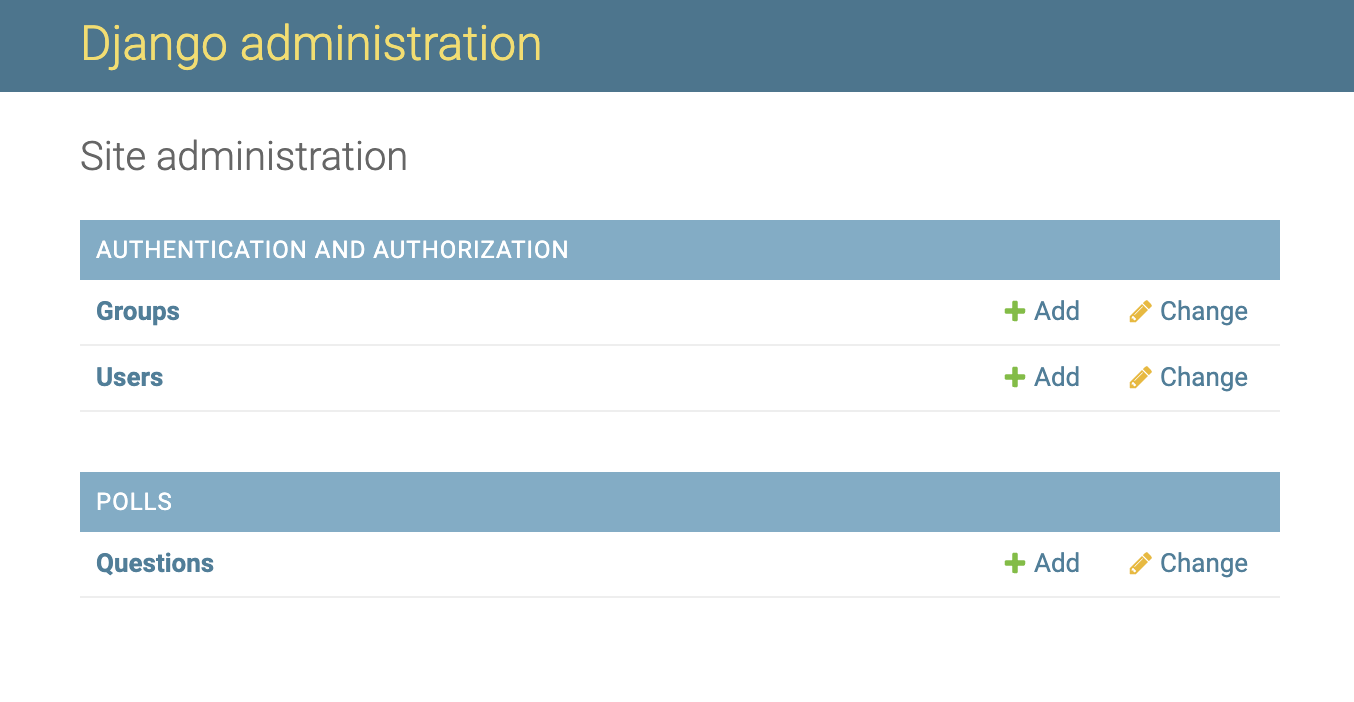 Django administration
Site administration
AUTHENTICATION AND AUTHORIZATION
Groups Add Change
Users Add Change
POLLS
Questions Add Change